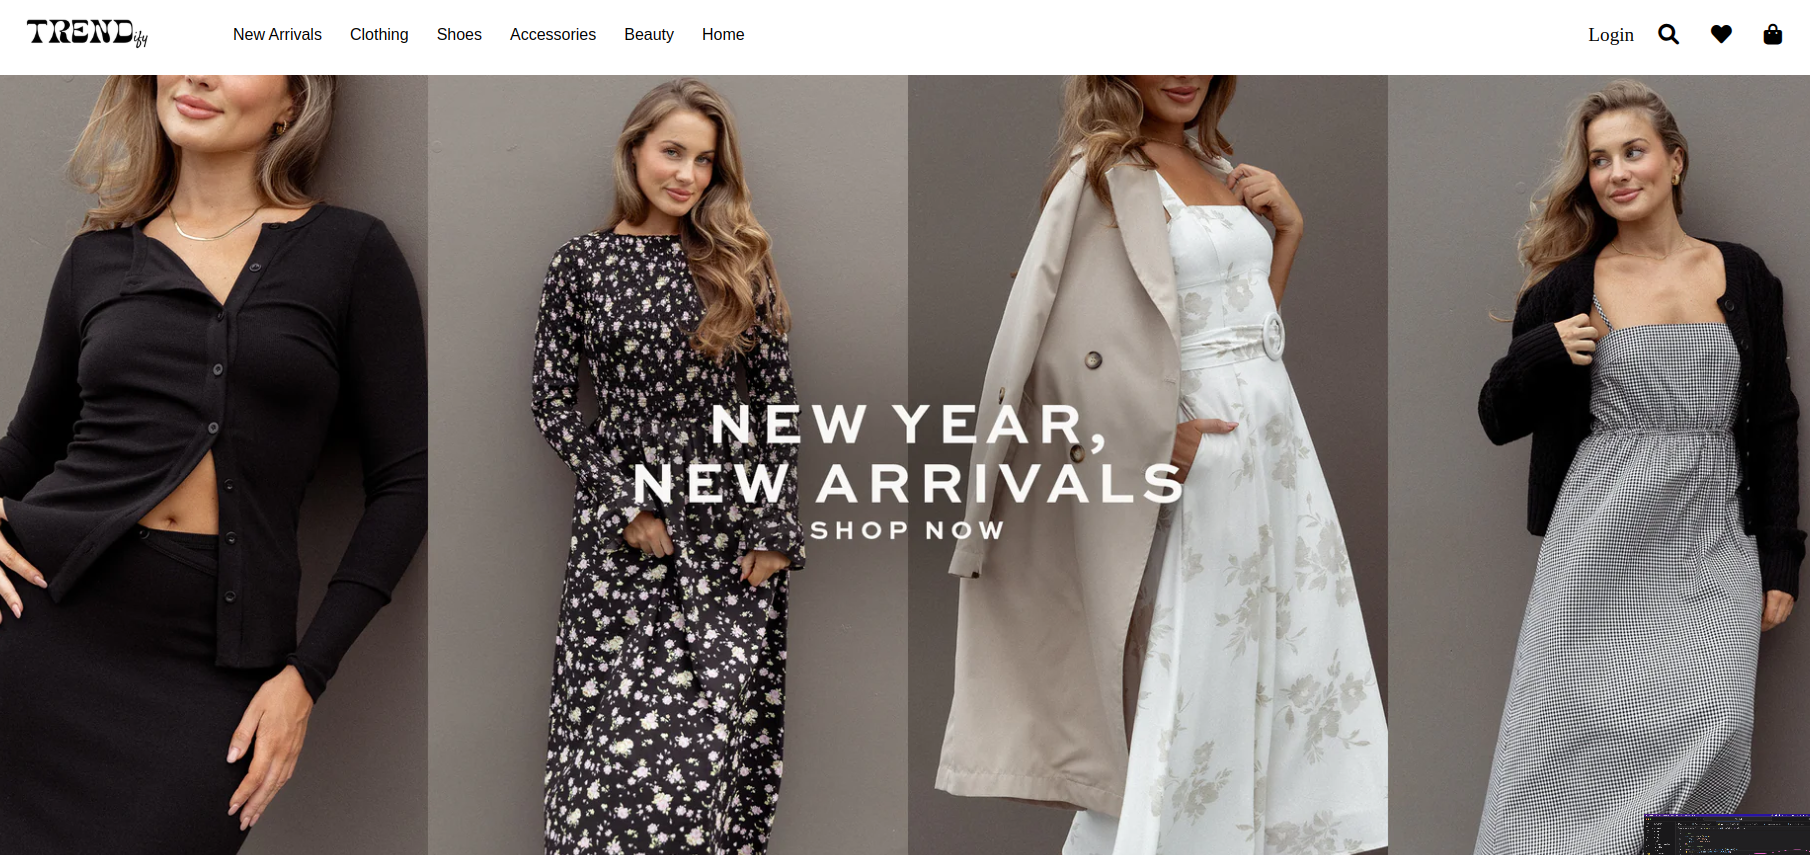 TRENDify
New Arrivals Clothing Shoes Accessories Beauty Home
Login
NEW YEAR,
NEW ARRIVALS
SHOP NOW